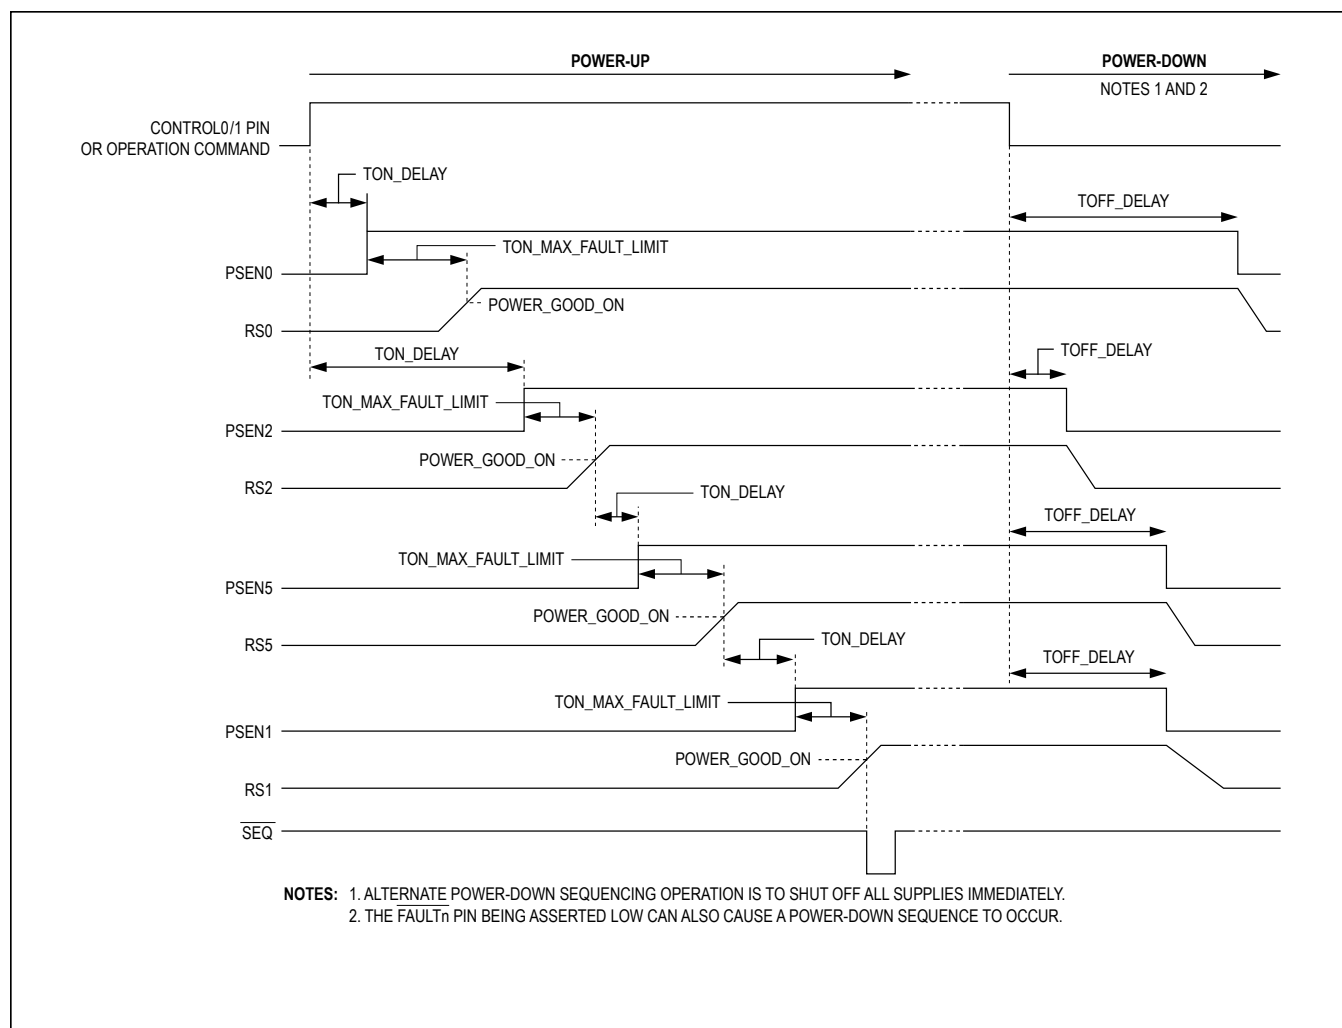 POWER-UP
POWER-DOWN
NOTES 1 AND 2
CONTROL0/1 PIN
OR OPERATION COMMAND
TON_DELAY
TOFF_DELAY
TON_MAX_FAULT_LIMIT
PSEN0
POWER_GOOD_ON
RS0
TON_DELAY
TOFF_DELAY
TON_MAX_FAULT_LIMIT
PSEN2
POWER_GOOD_ON
RS2
TON_DELAY
TOFF_DELAY
TON_MAX_FAULT_LIMIT
PSEN5
POWER_GOOD_ON
RS5
TON_DELAY
TOFF_DELAY
TON_MAX_FAULT_LIMIT
PSEN1
POWER_GOOD_ON
RS1
SEQ
NOTES: 1. ALTERNATE POWER-DOWN SEQUENCING OPERATION IS TO SHUT OFF ALL SUPPLIES IMMEDIATELY.
2. THE FAULTn PIN BEING ASSERTED LOW CAN ALSO CAUSE A POWER-DOWN SEQUENCE TO OCCUR.